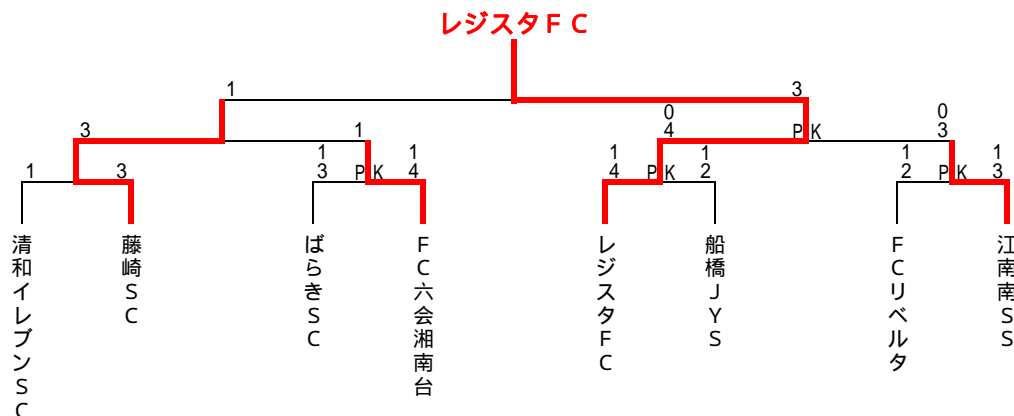 レジスタFC
1 3
0 0
3 1 4 PK 3
1 1 1 1 1 1
1 3 3 PK 4 4 PK 2 2 PK 3
清和イレブンSC
藤崎SC
ばらきSC
FC六会湘南台
レジスタFC
船橋JYS
FCリベルタ
江南南SS